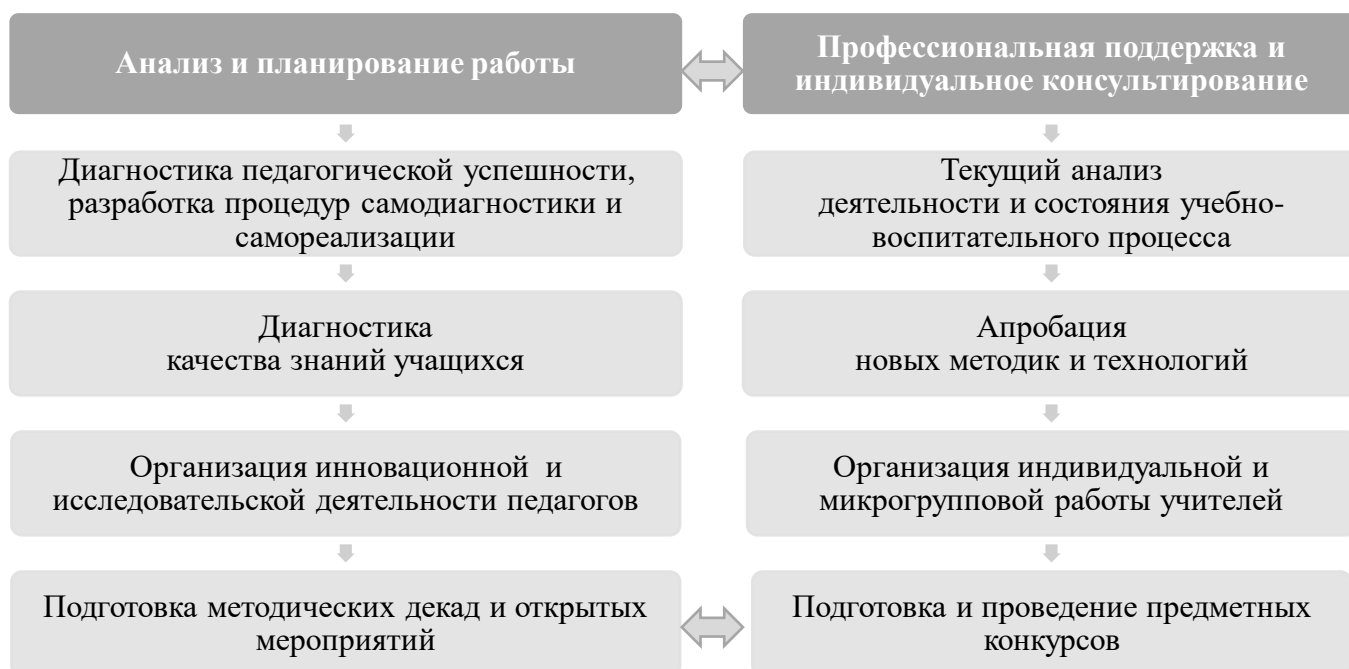 Анализ и планирование работы
Профессиональная поддержка и
индивидуальное консультирование
Диагностика педагогической успешности,
разработка процедур самодиагностики и
самореализации
Текущий анализ
деятельности и состояния учебно-
воспитательного процесса
Диагностика
качества знаний учащихся
Апробация
новых методик и технологий
Организация инновационной и
исследовательской деятельности педагогов
Организация индивидуальной и
микрогрупповой работы учителей
Подготовка методических декад и открытых
мероприятий
Подготовка и проведение предметных
конкурсов